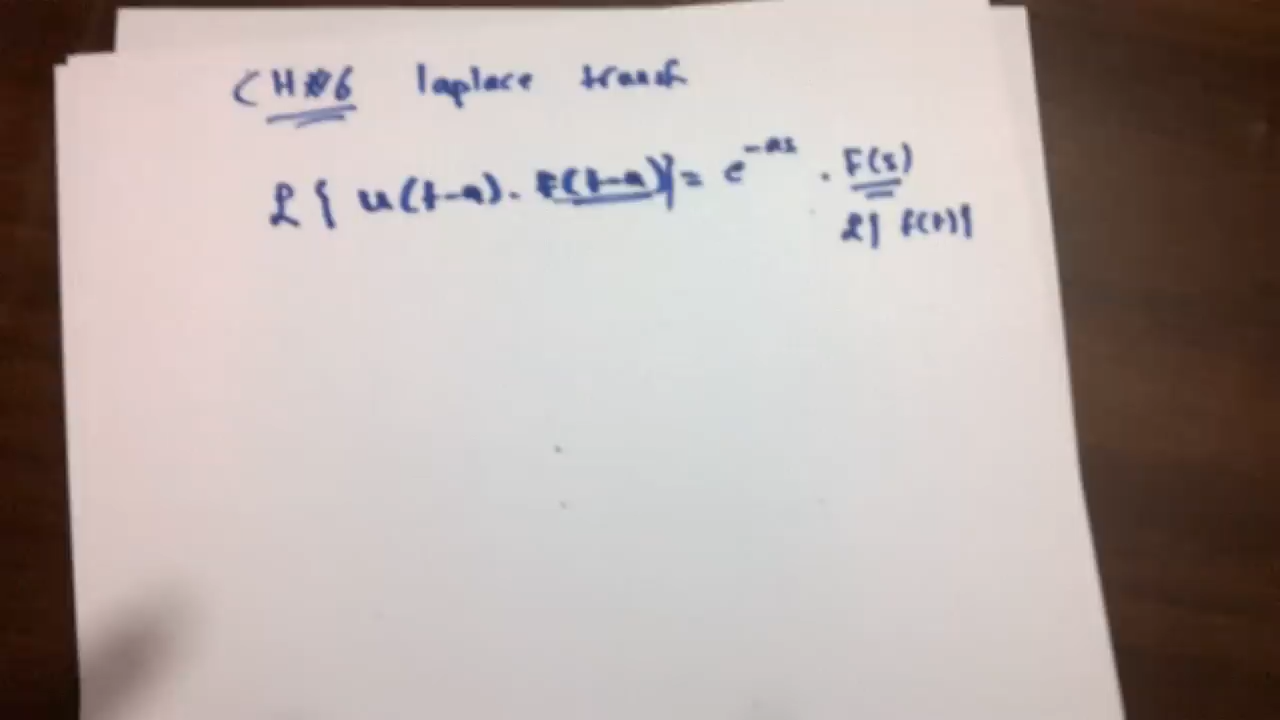 CH#6 laplace transf
ℒ{ u(t-a) . f(t-a)} = e^-as . F(s)
ℒ{ f(t)}